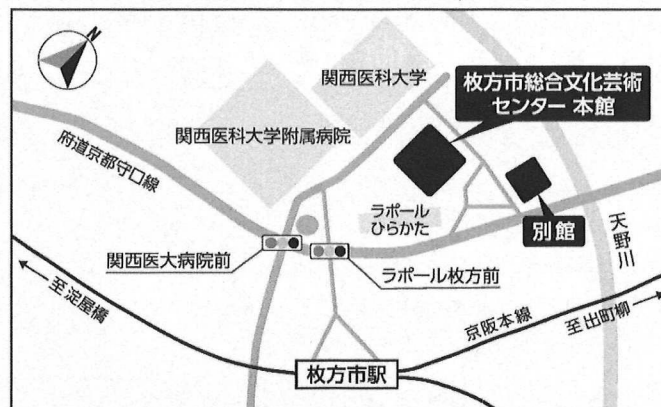 N
関西医科大学
枚方市総合文化芸術
センター 本館
関西医科大学附属病院
府道京都守口線
ラポール
ひらかた
別館
天野川
関西医大病院前
ラポール枚方前
至淀屋橋
京阪本線
至出町柳
枚方市駅